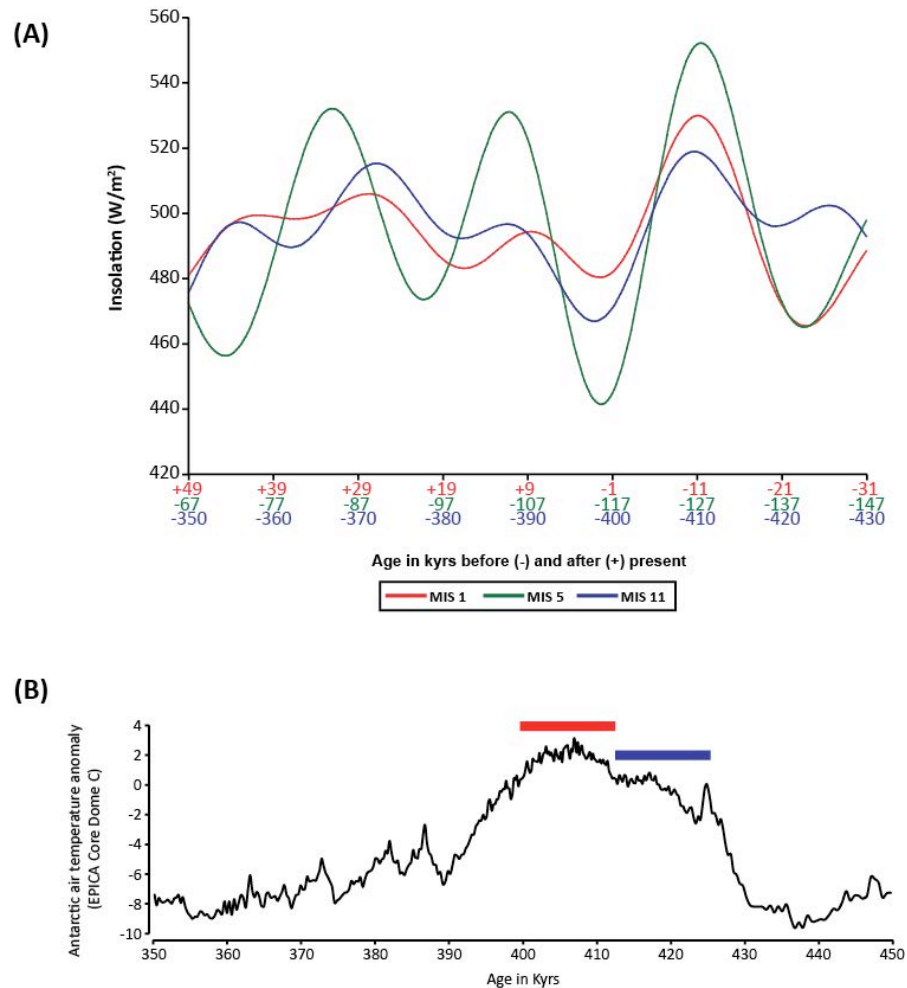 (A)
560
540
520
500
480
460
440
420
Insolation (W/m²)
+49 +39 +29 +19 +9 -1 -11 -21 -31
-67 -77 -87 -97 -107 -117 -127 -137 -147
-350 -360 -370 -380 -390 -400 -410 -420 -430
Age in kyrs before (-) and after (+) present
MIS 1 MIS 5 MIS 11
(B)
Antarctic air temperature anomaly
(EPICA Core Dome C)
4
2
0
-2
-4
-6
-8
-10
350 360 370 380 390 400 410 420 430 440 450
Age in Kyrs